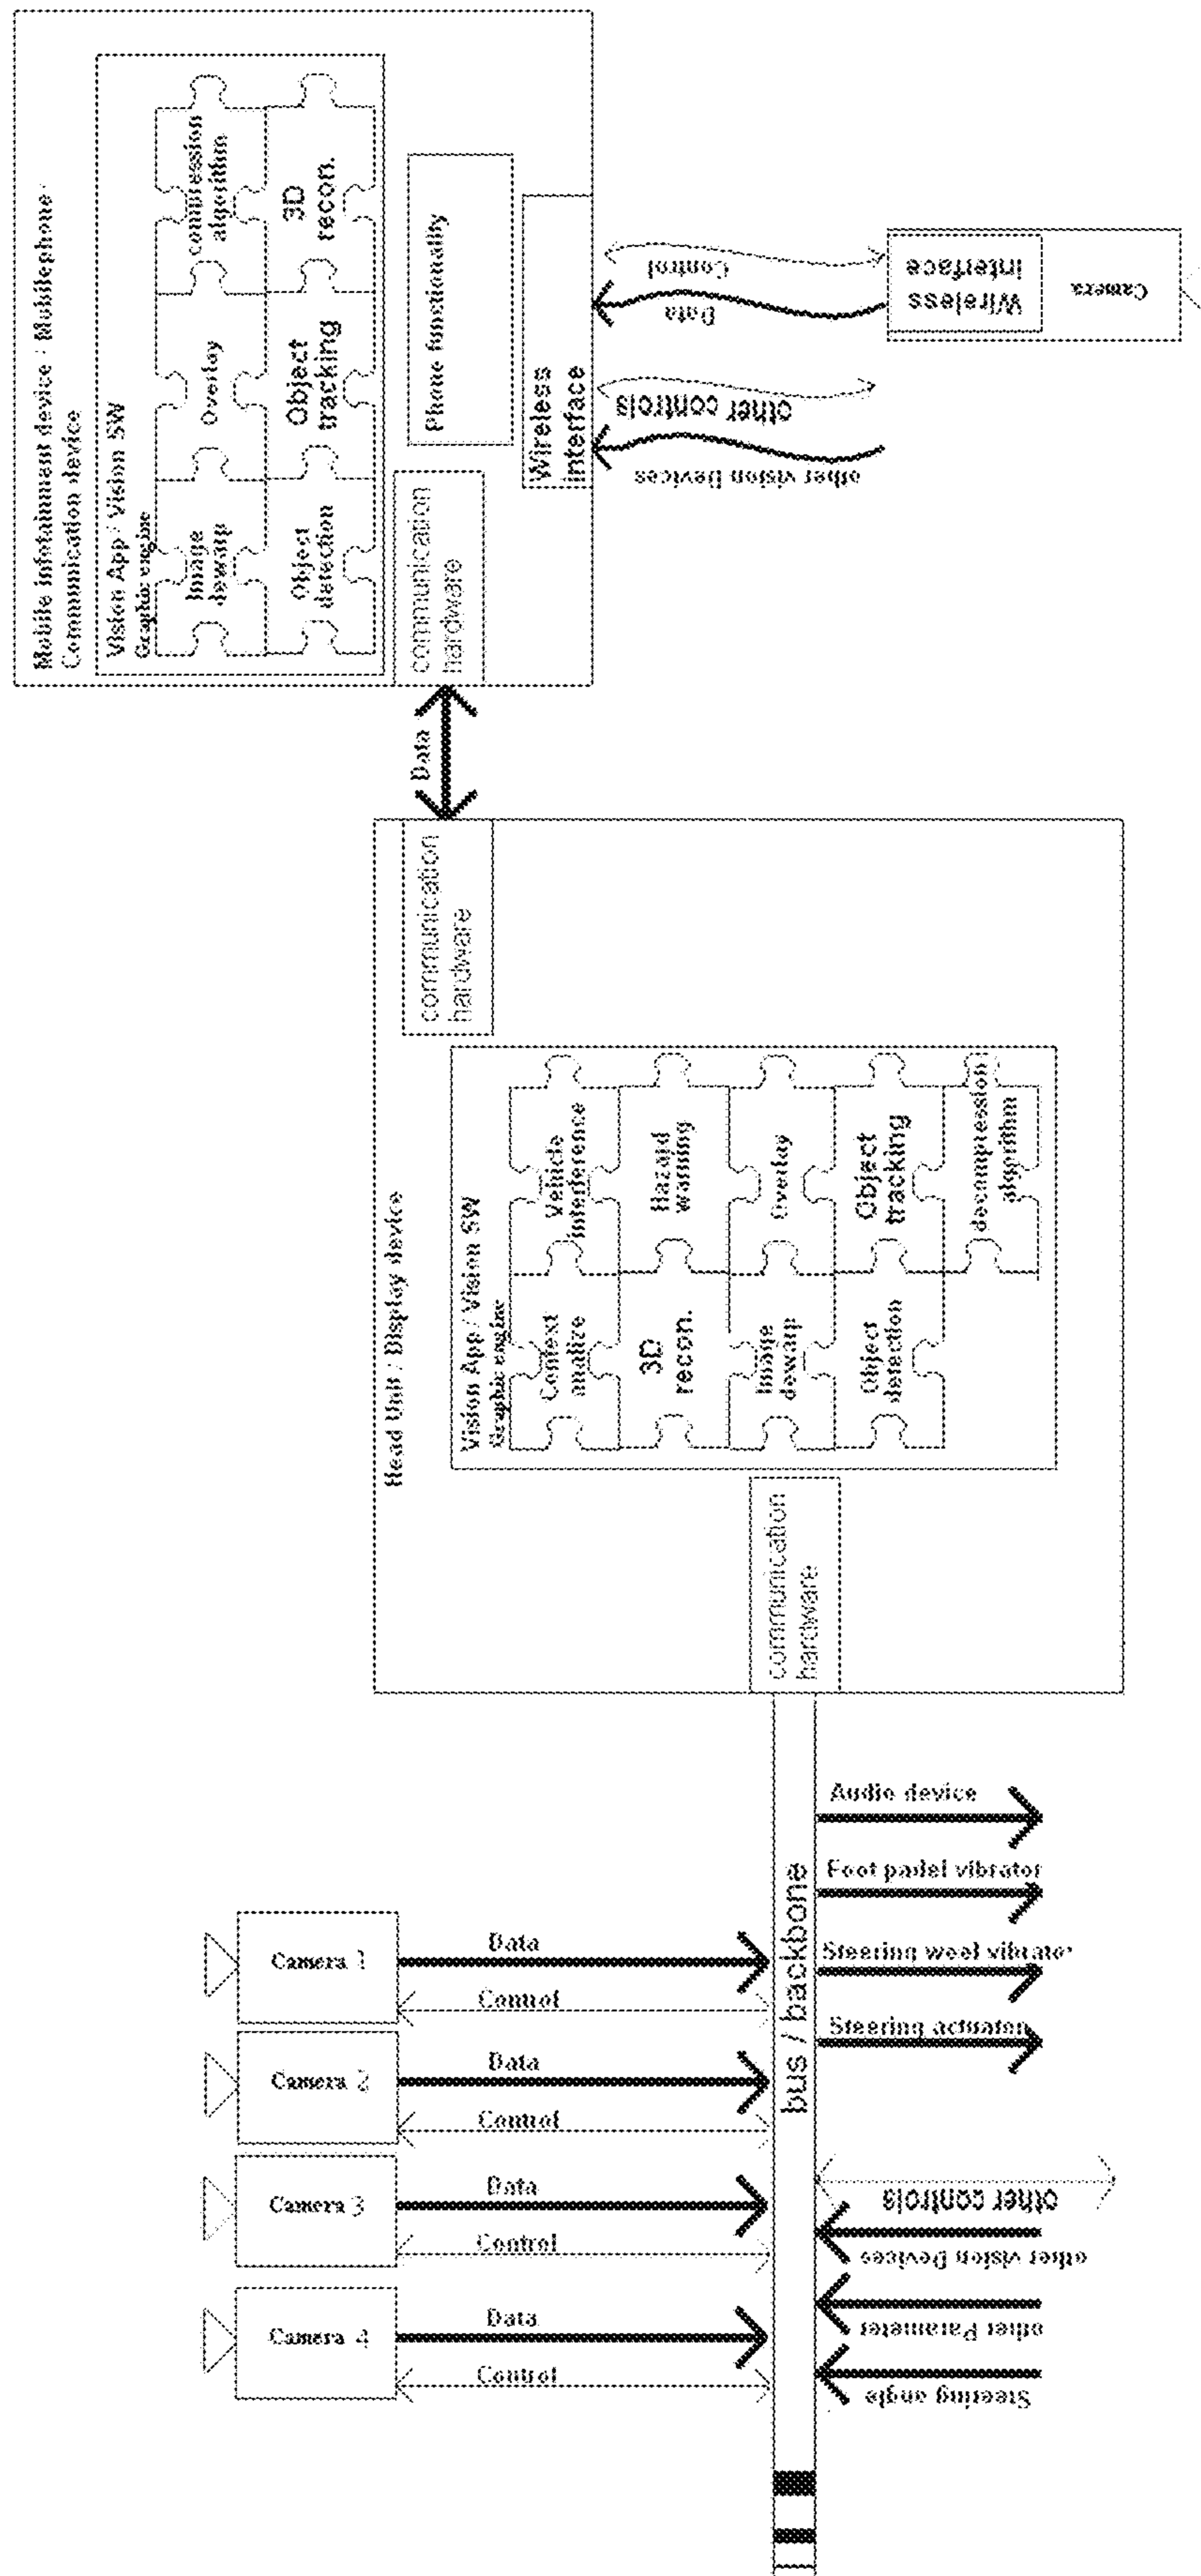 Mobile infotainmant device / Mobilephone /
Communication device
Vision App / Vision SW
Graphic engine
Image
dewarp
Overlay
compression
algorithm
Object
detection
Object
tracking
3D
recon.
communication
hardware
Phone functionality
Wireless
interface
Data
Control
other vision Devices
other controls
Wireless
interface
Camera
Data
Head Unit / Display device
communication
hardware
Vision App / Vision SW
Graphic engine
Context
analize
Vehicle
interference
3D
recon.
Hazard
warning
Image
dewarp
Overlay
Object
detection
Object
tracking
decompression
algorithm
communication
hardware
bus / backbone
Camera 1
Data
Control
Camera 2
Data
Control
Camera 3
Data
Control
Camera 4
Data
Control
Audio device
Foot padel vibrator
Steering weel vibrator
Steering actuator
other controls
other vision Devices
other Parameter
Steering angle